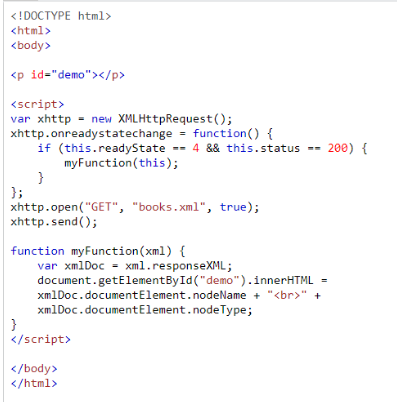 <!DOCTYPE html>
<html>
<body>
<p id="demo"></p>
<script>
var xhttp = new XMLHttpRequest();
xhttp.onreadystatechange = function() {
    if (this.readyState == 4 && this.status == 200) {
        myFunction(this);
    }
};
xhttp.open("GET", "books.xml", true);
xhttp.send();
function myFunction(xml) {
    var xmlDoc = xml.responseXML;
    document.getElementById("demo").innerHTML =
    xmlDoc.documentElement.nodeName + "<br>" +
    xmlDoc.documentElement.nodeType;
}
</script>
</body>
</html>